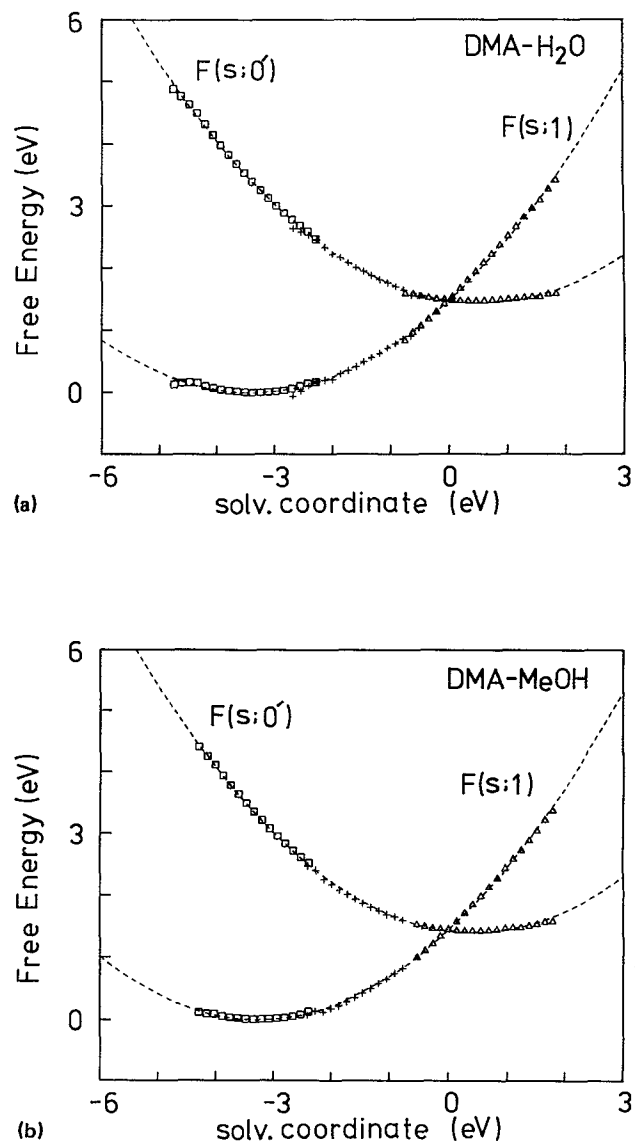 6
DMA-H₂O
F(s;0´)
F(s;1)
3
0
Free Energy (eV)
-6
-3
0
3
(a)
solv. coordinate (eV)
6
DMA-MeOH
F(s;0´)
F(s;1)
3
0
Free Energy (eV)
-6
-3
0
3
(b)
solv. coordinate (eV)